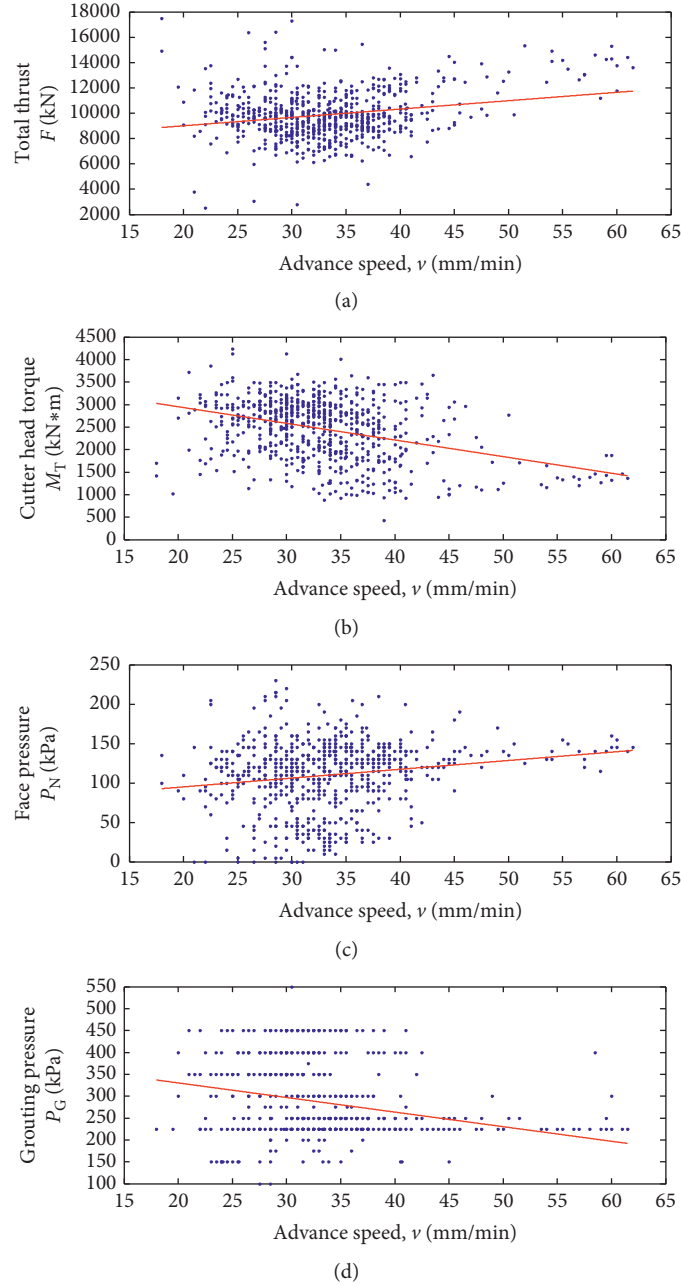 18000
16000
14000
12000
10000
8000
6000
4000
2000
Total thrust
F (kN)
15 20 25 30 35 40 45 50 55 60 65
Advance speed, v (mm/min)
(a)
4500
4000
3500
3000
2500
2000
1500
1000
500
0
Cutter head torque
M_T (kN*m)
15 20 25 30 35 40 45 50 55 60 65
Advance speed, v (mm/min)
(b)
250
200
150
100
50
0
Face pressure
P_N (kPa)
15 20 25 30 35 40 45 50 55 60 65
Advance speed, v (mm/min)
(c)
550
500
450
400
350
300
250
200
150
100
Grouting pressure
P_G (kPa)
15 20 25 30 35 40 45 50 55 60 65
Advance speed, v (mm/min)
(d)